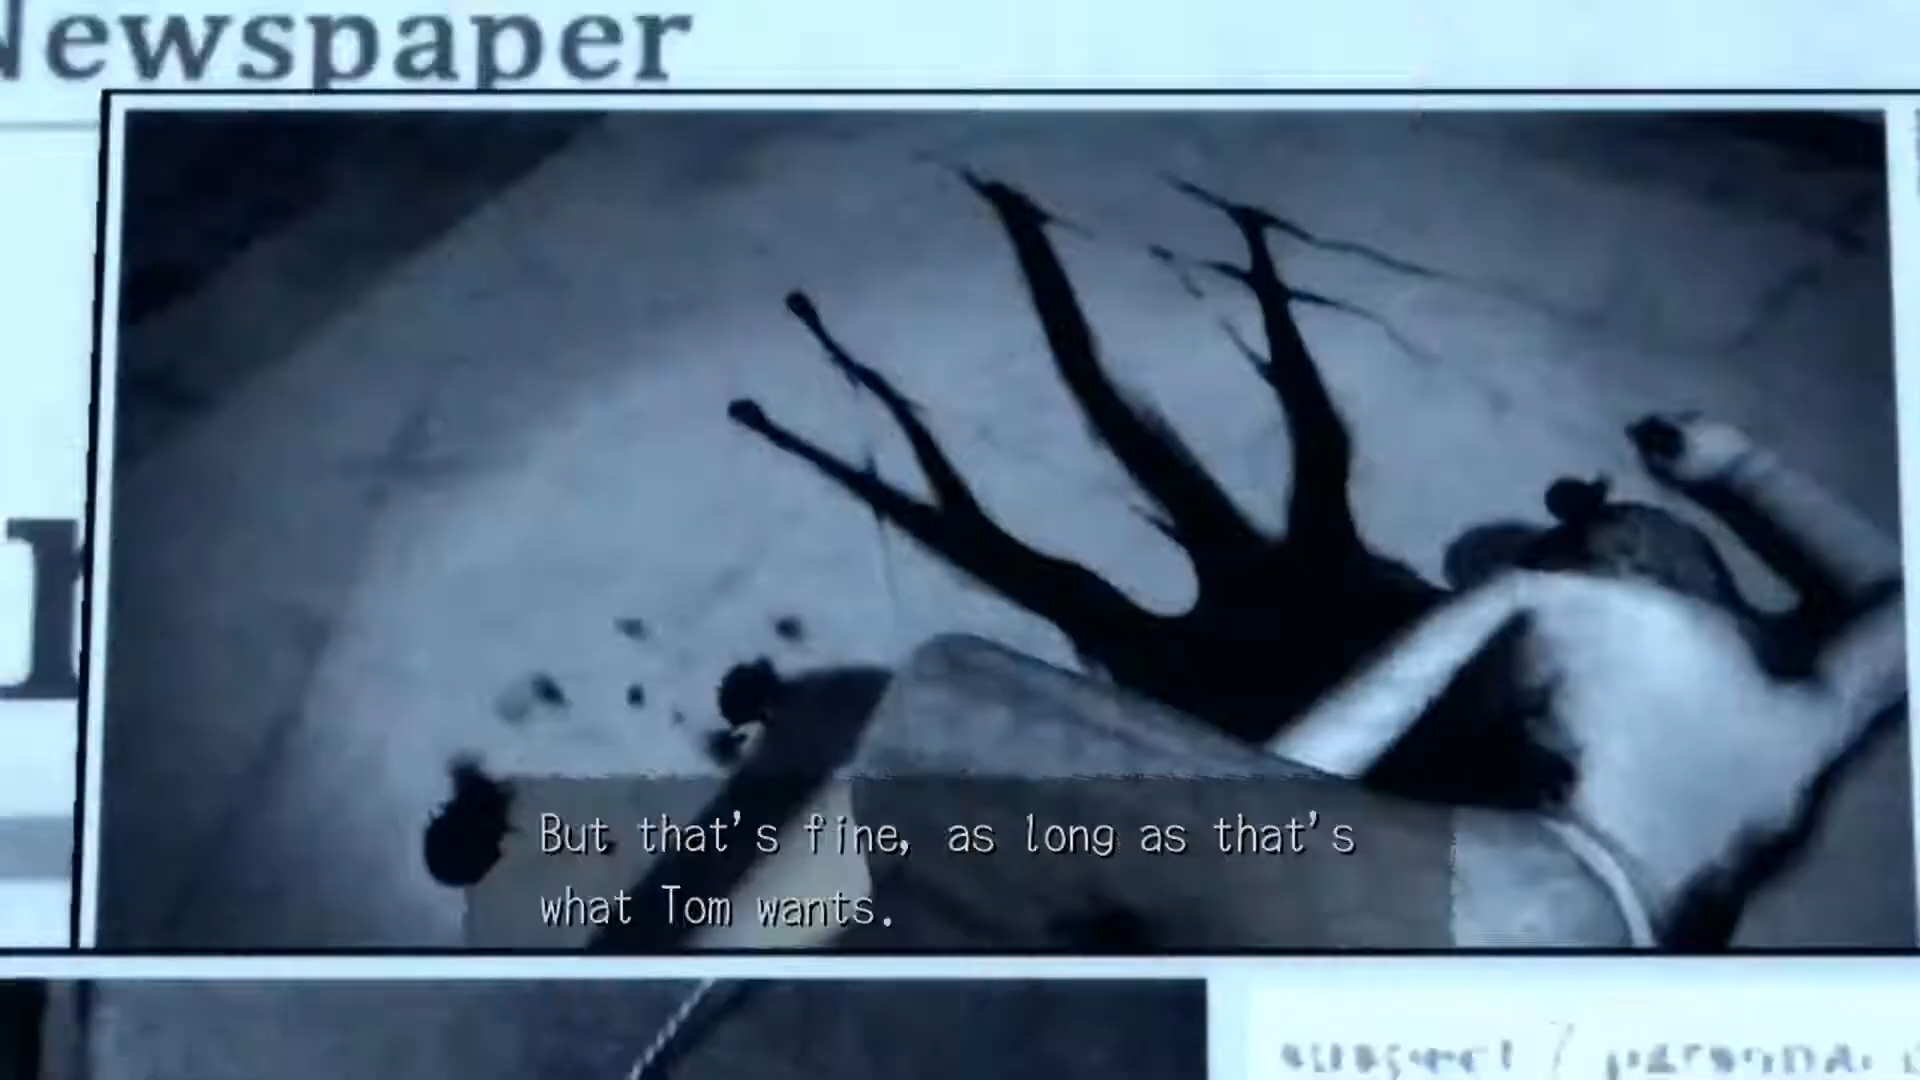 Newspaper
But that's fine, as long as that's
what Tom wants.